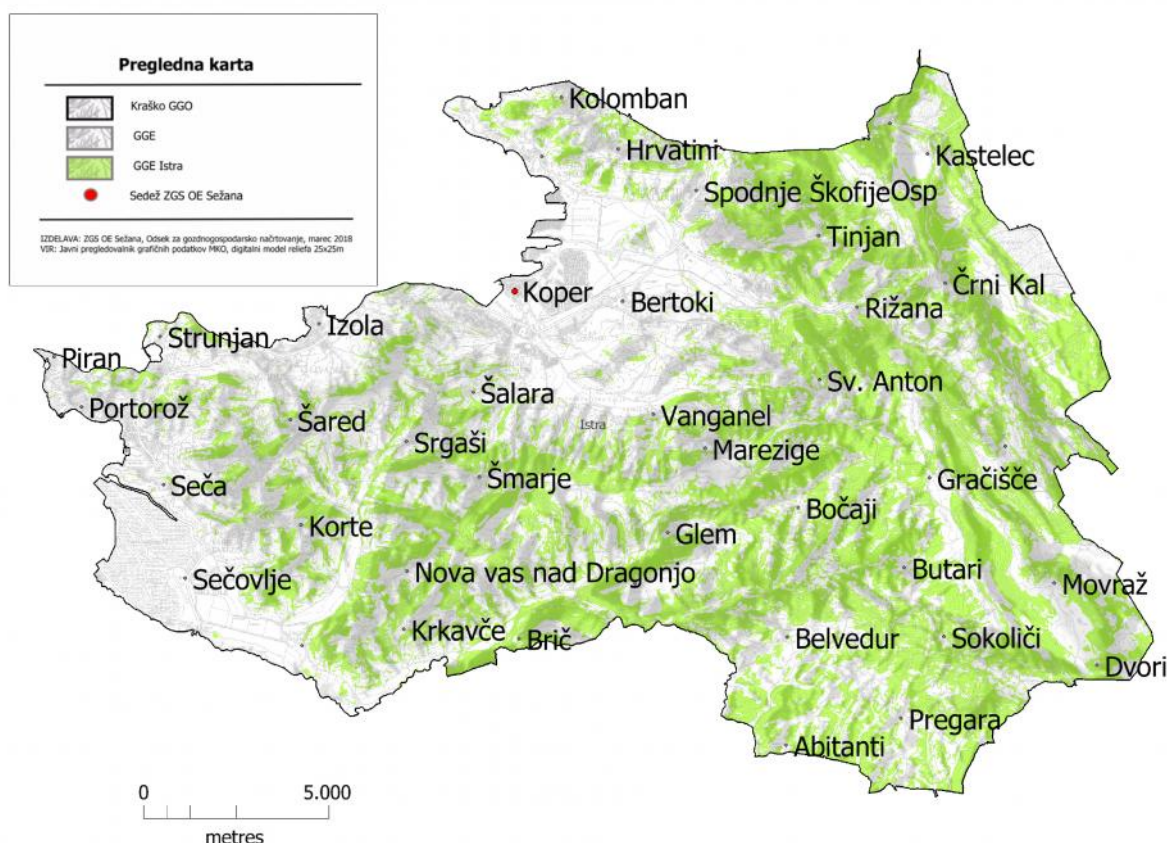 Pregledna karta
Kraško GGO
GGE
GGE Istra
Sedež ZGS OE Sežana
IZDELAVA: ZGS OE Sežana, Odsek za gozdnogospodarsko načrtovanje, marec 2018
VIR: Javni pregledovalnik grafičnih podatkov MKO, digitalni model reliefa 25x25m
Kolomban
Hrvatini
Kastelec
Spodnje Škofije
Osp
Tinjan
Črni Kal
Koper
Bertoki
Rižana
Izola
Strunjan
Piran
Sv. Anton
Šalara
Portorož
Vanganel
Šared
Istra
Srgaši
Marezige
Šmarje
Gračišče
Seča
Bočaji
Korte
Glem
Nova vas nad Dragonjo
Butari
Sečovlje
Movraž
Krkavče
Brič
Belvedur
Sokoliči
Dvori
Pregara
Abitanti
0 5.000
metres